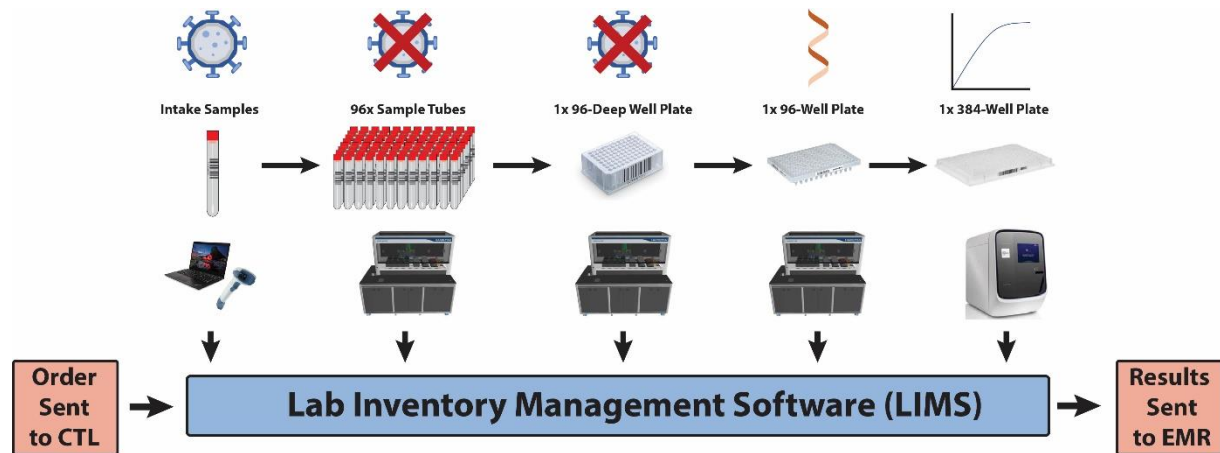 Intake Samples
96x Sample Tubes
1x 96-Deep Well Plate
1x 96-Well Plate
1x 384-Well Plate
Order
Sent
to CTL
Lab Inventory Management Software (LIMS)
Results
Sent
to EMR